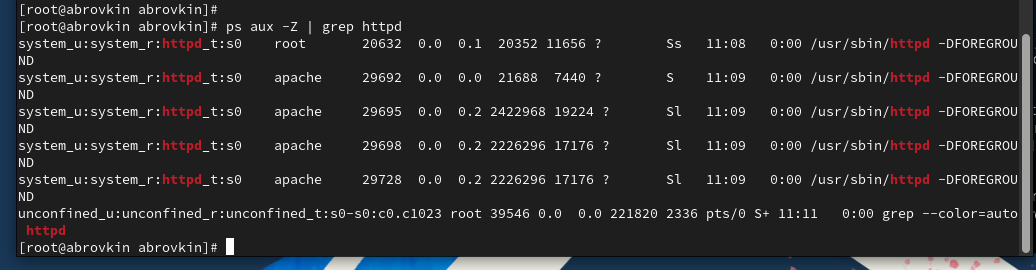 [root@abrovkin abrovkin]#
[root@abrovkin abrovkin]# ps aux -Z | grep httpd
system_u:system_r:httpd_t:s0    root       20632  0.0  0.1  20352 11656 ?        Ss   11:08   0:00 /usr/sbin/httpd -DFOREGROU
ND
system_u:system_r:httpd_t:s0    apache     29692  0.0  0.0  21688  7440 ?        S    11:09   0:00 /usr/sbin/httpd -DFOREGROU
ND
system_u:system_r:httpd_t:s0    apache     29695  0.0  0.2 2422968 19224 ?       Sl   11:09   0:00 /usr/sbin/httpd -DFOREGROU
ND
system_u:system_r:httpd_t:s0    apache     29698  0.0  0.2 2226296 17176 ?       Sl   11:09   0:00 /usr/sbin/httpd -DFOREGROU
ND
system_u:system_r:httpd_t:s0    apache     29728  0.0  0.2 2226296 17176 ?       Sl   11:09   0:00 /usr/sbin/httpd -DFOREGROU
ND
unconfined_u:unconfined_r:unconfined_t:s0-s0:c0.c1023 root 39546 0.0  0.0 221820 2336 pts/0 S+ 11:11   0:00 grep --color=auto
httpd
[root@abrovkin abrovkin]#